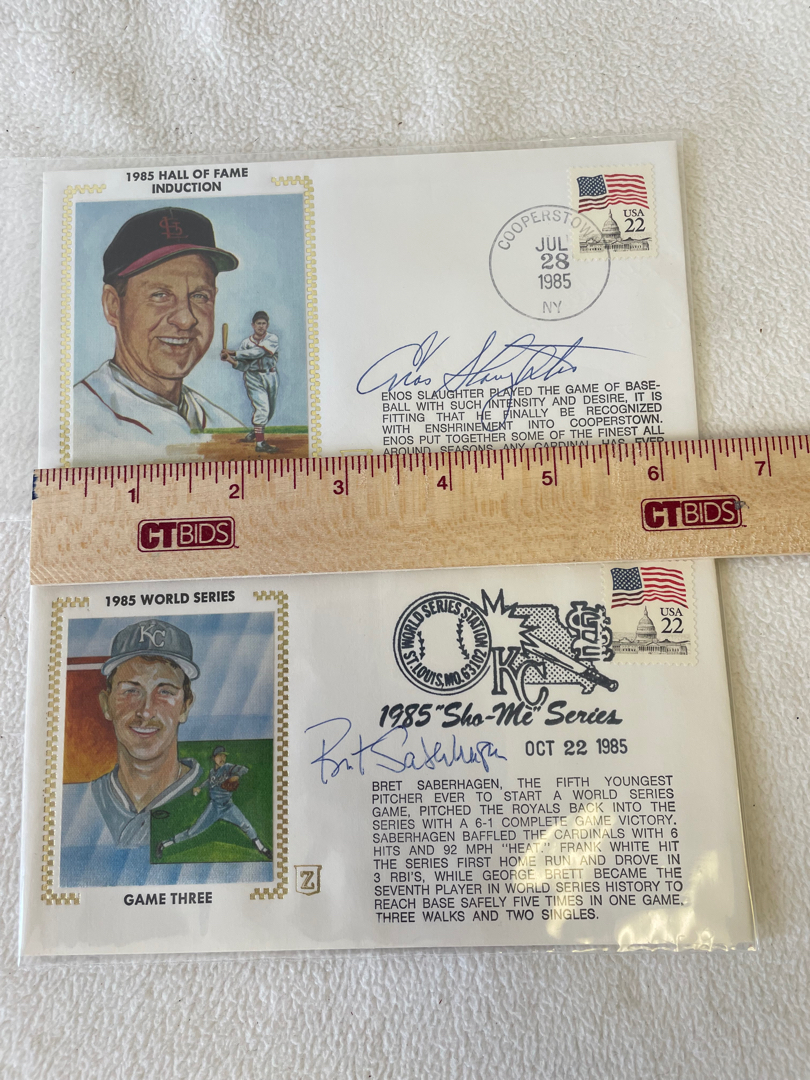 1985 HALL OF FAME
INDUCTION
COOPERSTOWN
JUL
28
1985
NY
USA
22
Enos Slaughter
ENOS SLAUGHTER PLAYED THE GAME OF BASE-
BALL WITH SUCH INTENSITY AND DESIRE, IT IS
FITTING THAT HE FINALLY BE RECOGNIZED
WITH ENSHRINEMENT INTO COOPERSTOWN.
ENOS PUT TOGETHER SOME OF THE FINEST ALL
AROUND SEASONS ANY CARDINAL HAS EVER
1 2 3 4 5 6 7
CTBIDS CTBIDS
1985 WORLD SERIES
KC
WORLD SERIES STATION
ST. LOUIS, MO. 63102
KC
STL
USA
22
1985 "Sho-Me" Series
OCT 22 1985
Bret Saberhagen
BRET SABERHAGEN, THE FIFTH YOUNGEST
PITCHER EVER TO START A WORLD SERIES
GAME, PITCHED THE ROYALS BACK INTO THE
SERIES WITH A 6-1 COMPLETE GAME VICTORY.
SABERHAGEN BAFFLED THE CARDINALS WITH 6
HITS AND 92 MPH "HEAT." FRANK WHITE HIT
THE SERIES FIRST HOME RUN AND DROVE IN
3 RBI'S, WHILE GEORGE BRETT BECAME THE
SEVENTH PLAYER IN WORLD SERIES HISTORY TO
REACH BASE SAFELY FIVE TIMES IN ONE GAME,
THREE WALKS AND TWO SINGLES.
Z
GAME THREE